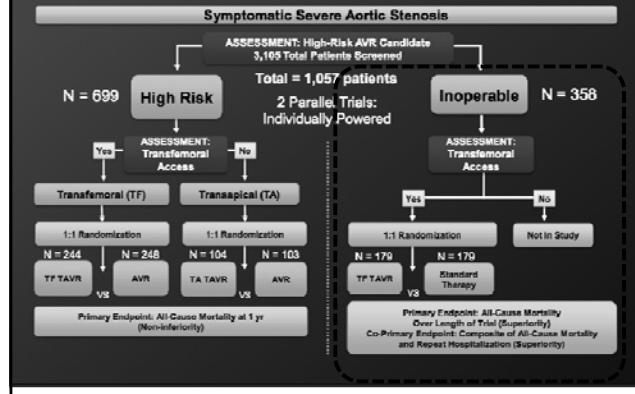 Symptomatic Severe Aortic Stenosis
ASSESSMENT: High-Risk AVR Candidate
3,105 Total Patients Screened
Total = 1,057 patients
2 Parallel Trials:
Individually Powered
N = 699
High Risk
Inoperable
N = 358
ASSESSMENT:
Transfemoral
Access
Yes
No
Transfemoral (TF)
Transapical (TA)
1:1 Randomization
1:1 Randomization
N = 244
N = 248
N = 104
N = 103
TF TAVR
VS
AVR
TA TAVR
VS
AVR
Primary Endpoint: All-Cause Mortality at 1 yr
(Non-inferiority)
ASSESSMENT:
Transfemoral
Access
Yes
No
1:1 Randomization
Not In Study
N = 179
N = 179
TF TAVR
VS
Standard
Therapy
Primary Endpoint: All-Cause Mortality
Over Length of Trial (Superiority)
Co-Primary Endpoint: Composite of All-Cause Mortality
and Repeat Hospitalization (Superiority)